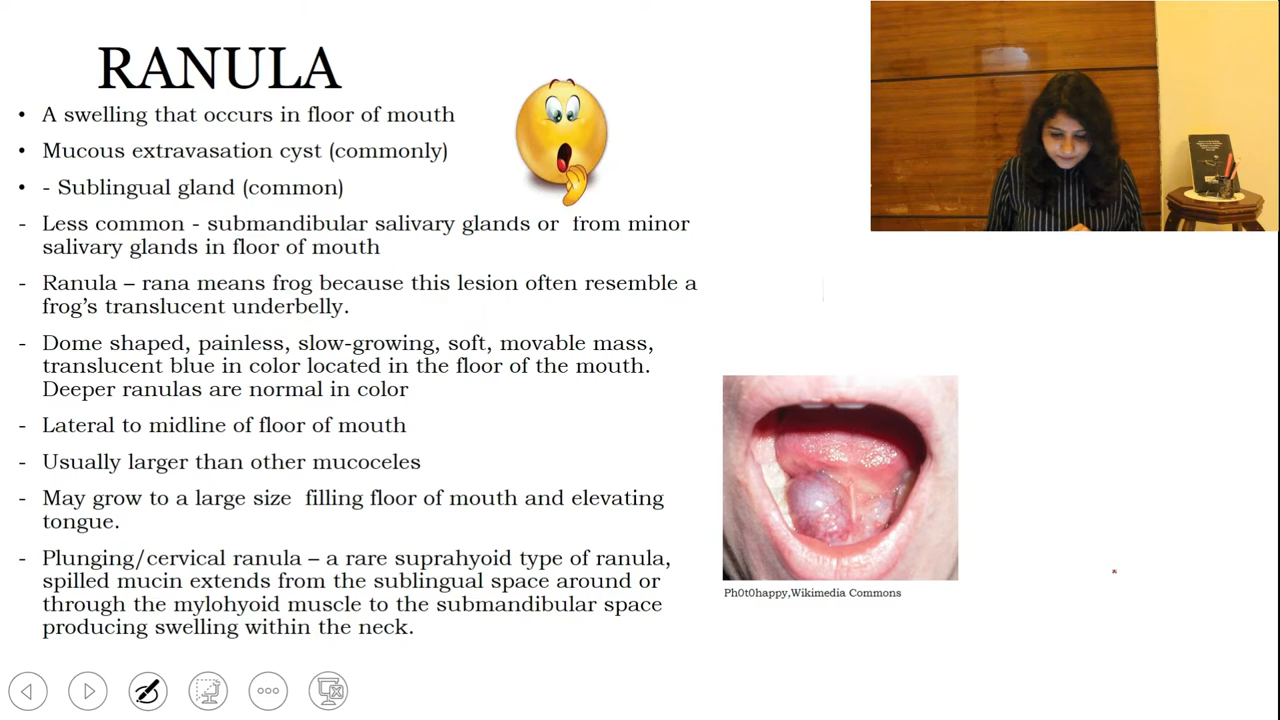 RANULA
• A swelling that occurs in floor of mouth
• Mucous extravasation cyst (commonly)
• - Sublingual gland (common)
- Less common - submandibular salivary glands or from minor
salivary glands in floor of mouth
- Ranula – rana means frog because this lesion often resemble a
frog's translucent underbelly.
- Dome shaped, painless, slow-growing, soft, movable mass,
translucent blue in color located in the floor of the mouth.
Deeper ranulas are normal in color
- Lateral to midline of floor of mouth
- Usually larger than other mucoceles
- May grow to a large size filling floor of mouth and elevating
tongue.
- Plunging/cervical ranula – a rare suprahyoid type of ranula,
spilled mucin extends from the sublingual space around or
through the mylohyoid muscle to the submandibular space
producing swelling within the neck.
Ph0t0happy,Wikimedia Commons